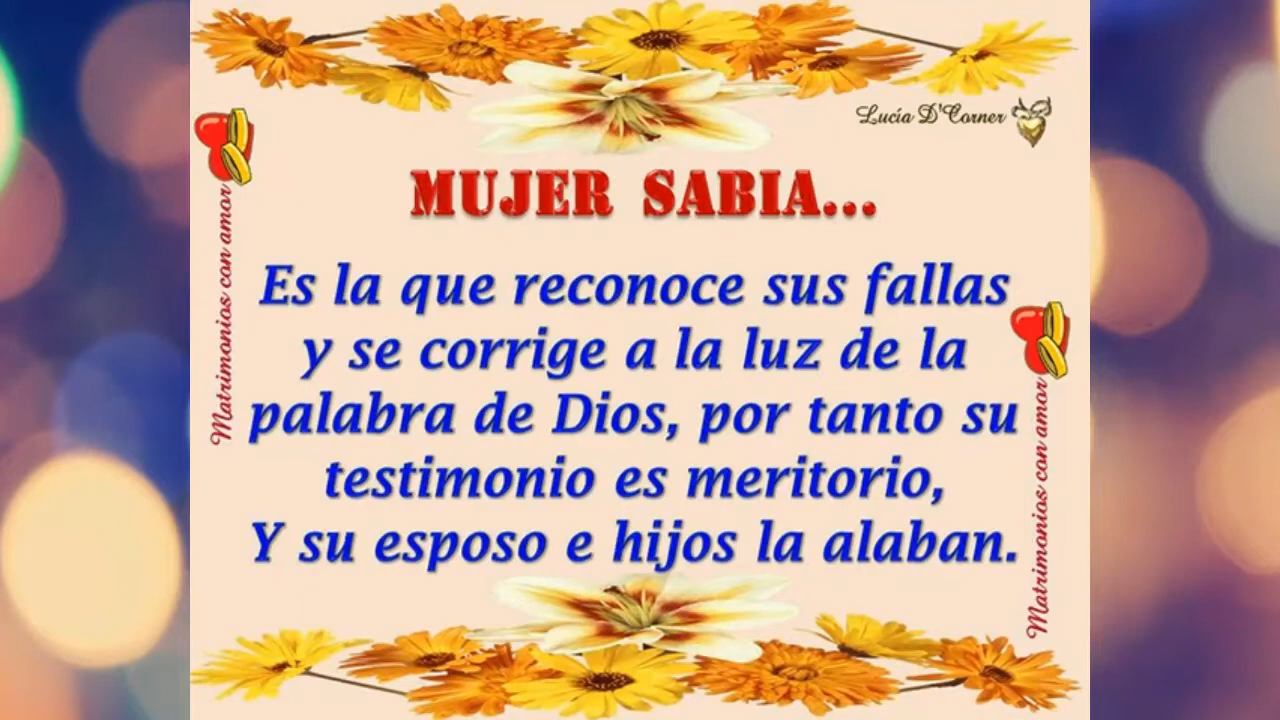 Lucía D'Corner
MUJER SABIA...
Es la que reconoce sus fallas
y se corrige a la luz de la
palabra de Dios, por tanto su
testimonio es meritorio,
Y su esposo e hijos la alaban.
Matrimonios con amor
Matrimonios con amor